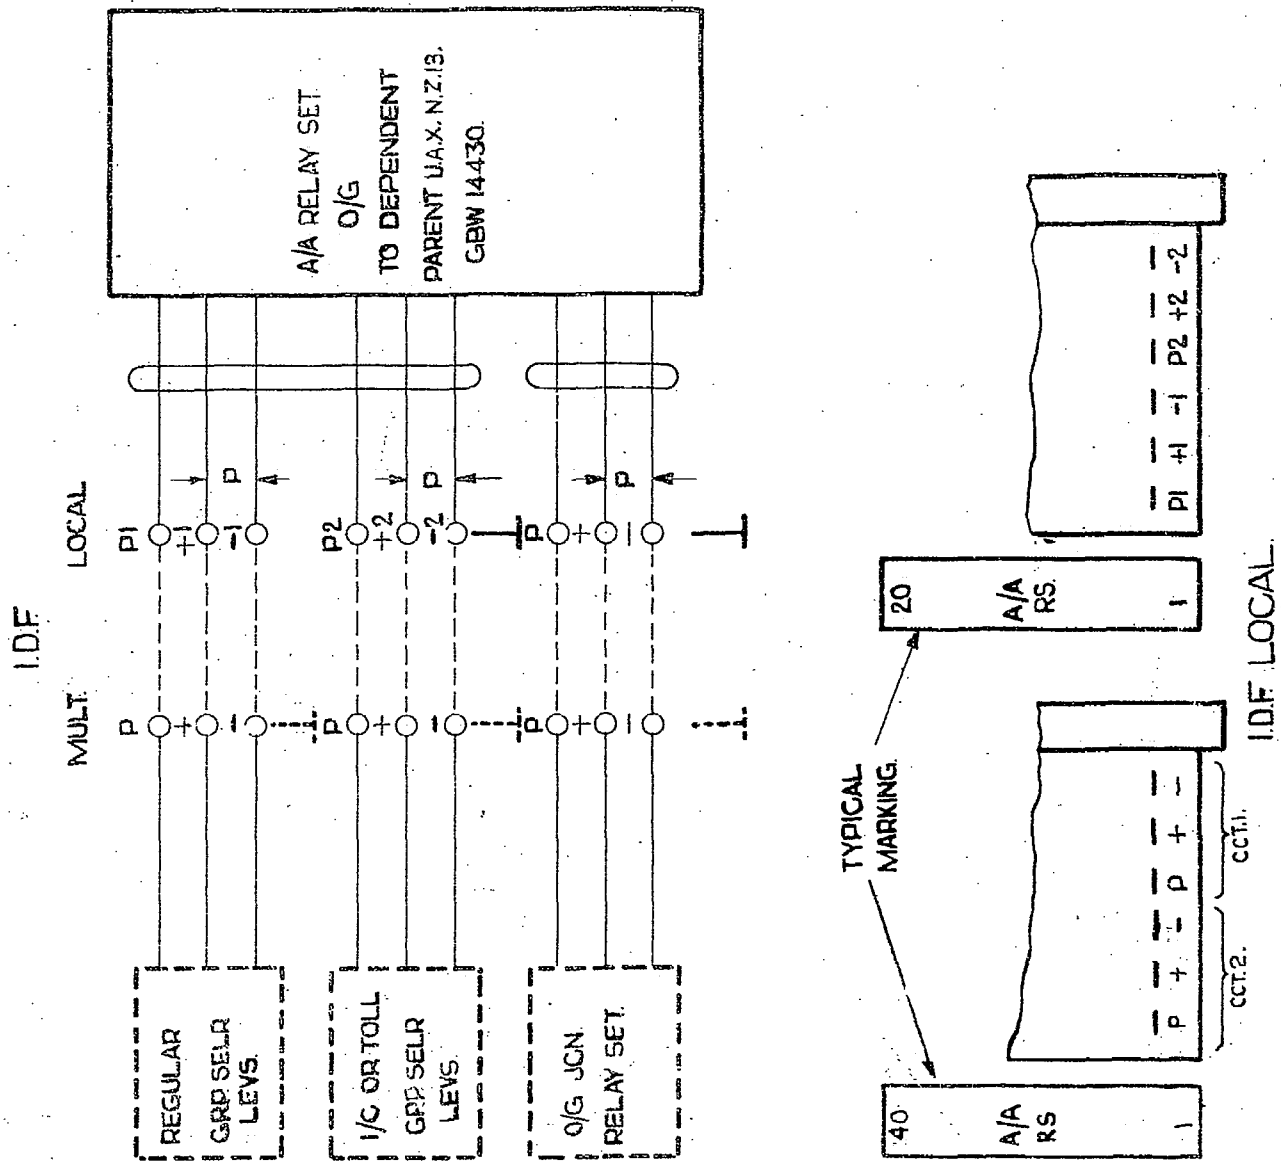 I.D.F.
MULT. LOCAL
P + - P1 +1 -1 P
P + - P2 +2 -2 P
P + - P + - P
REGULAR
GRP. SELR
LEVS.
I/C OR TOLL
GRP. SELR
LEVS.
O/G JCN.
RELAY SET.
A/A RELAY SET
O/G
TO DEPENDENT
PARENT U.A.X. N.Z.13.
GBW 14430.
TYPICAL
MARKING.
40
A/A
RS
1
P + - P + -
CCT.2. CCT.1.
20
A/A
RS.
1
P1 +1 -1 P2 +2 -2
I.D.F. LOCAL.